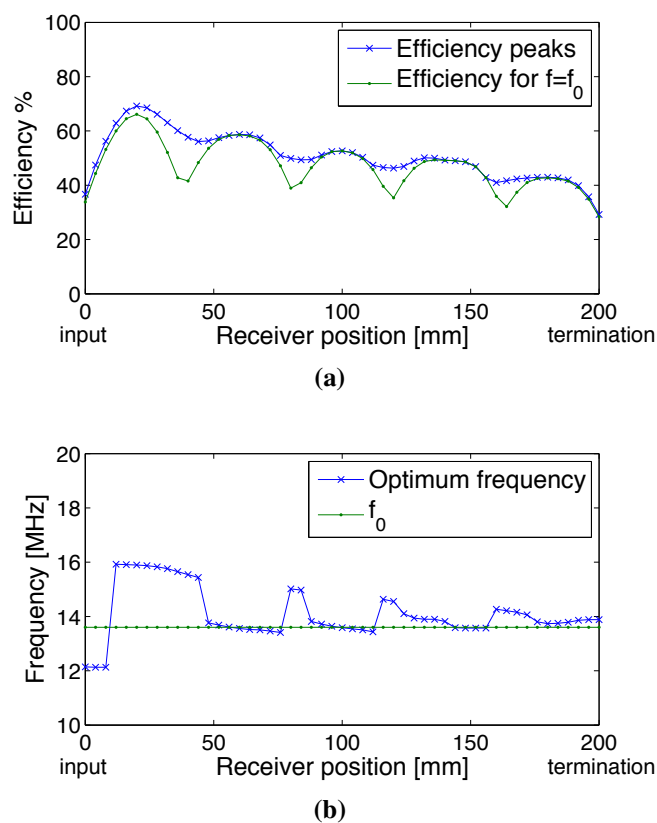 100
80
60
40
20
0
Efficiency %
Efficiency peaks
Efficiency for f=f0
0 50 100 150 200
input Receiver position [mm] termination
(a)
20
18
16
14
12
10
Frequency [MHz]
Optimum frequency
f0
0 50 100 150 200
input Receiver position [mm] termination
(b)